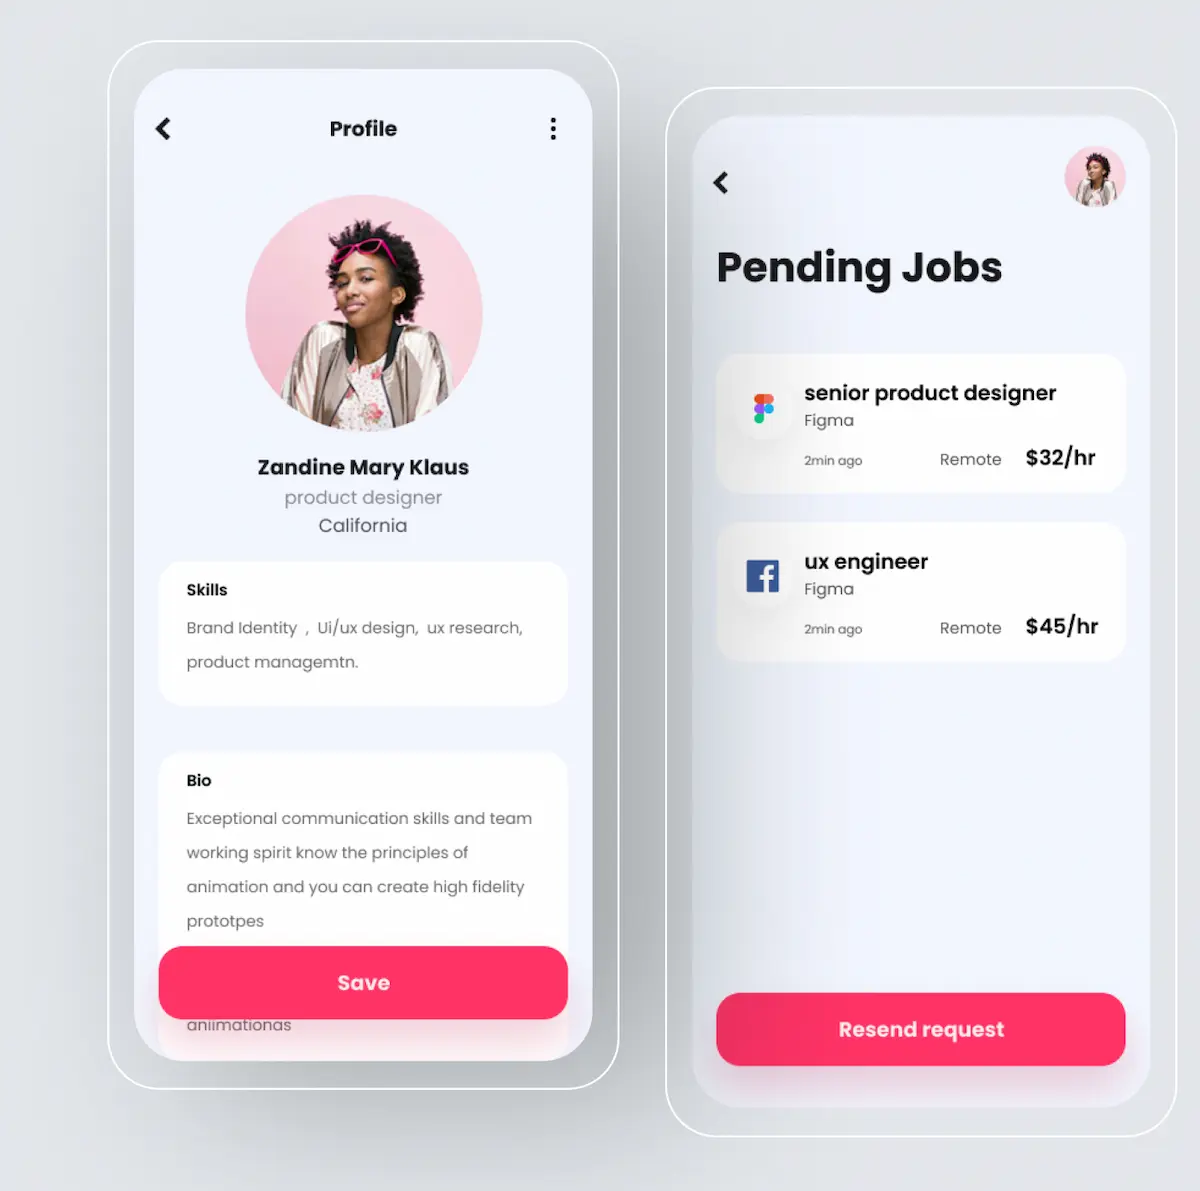 Profile
Zandine Mary Klaus
product designer
California
Skills
Brand Identity , Ui/ux design, ux research,
product managemtn.
Bio
Exceptional communication skills and team
working spirit know the principles of
animation and you can create high fidelity
prototpes
Save
aniimationas
Pending Jobs
senior product designer
Figma
2min ago Remote $32/hr
ux engineer
Figma
2min ago Remote $45/hr
Resend request